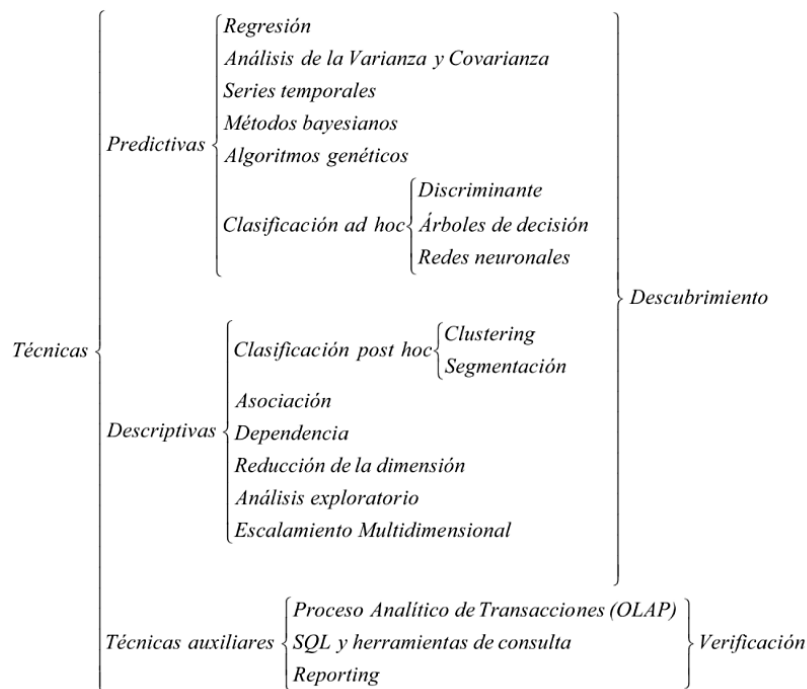 Regresión
Análisis de la Varianza y Covarianza
Series temporales
Métodos bayesianos
Predictivas
Algoritmos genéticos
Discriminante
Clasificación ad hoc
Árboles de decisión
Redes neuronales
Descubrimiento
Técnicas
Clasificación post hoc
Clustering
Segmentación
Asociación
Descriptivas
Dependencia
Reducción de la dimensión
Análisis exploratorio
Escalamiento Multidimensional
Proceso Analítico de Transacciones (OLAP)
Técnicas auxiliares
SQL y herramientas de consulta
Verificación
Reporting